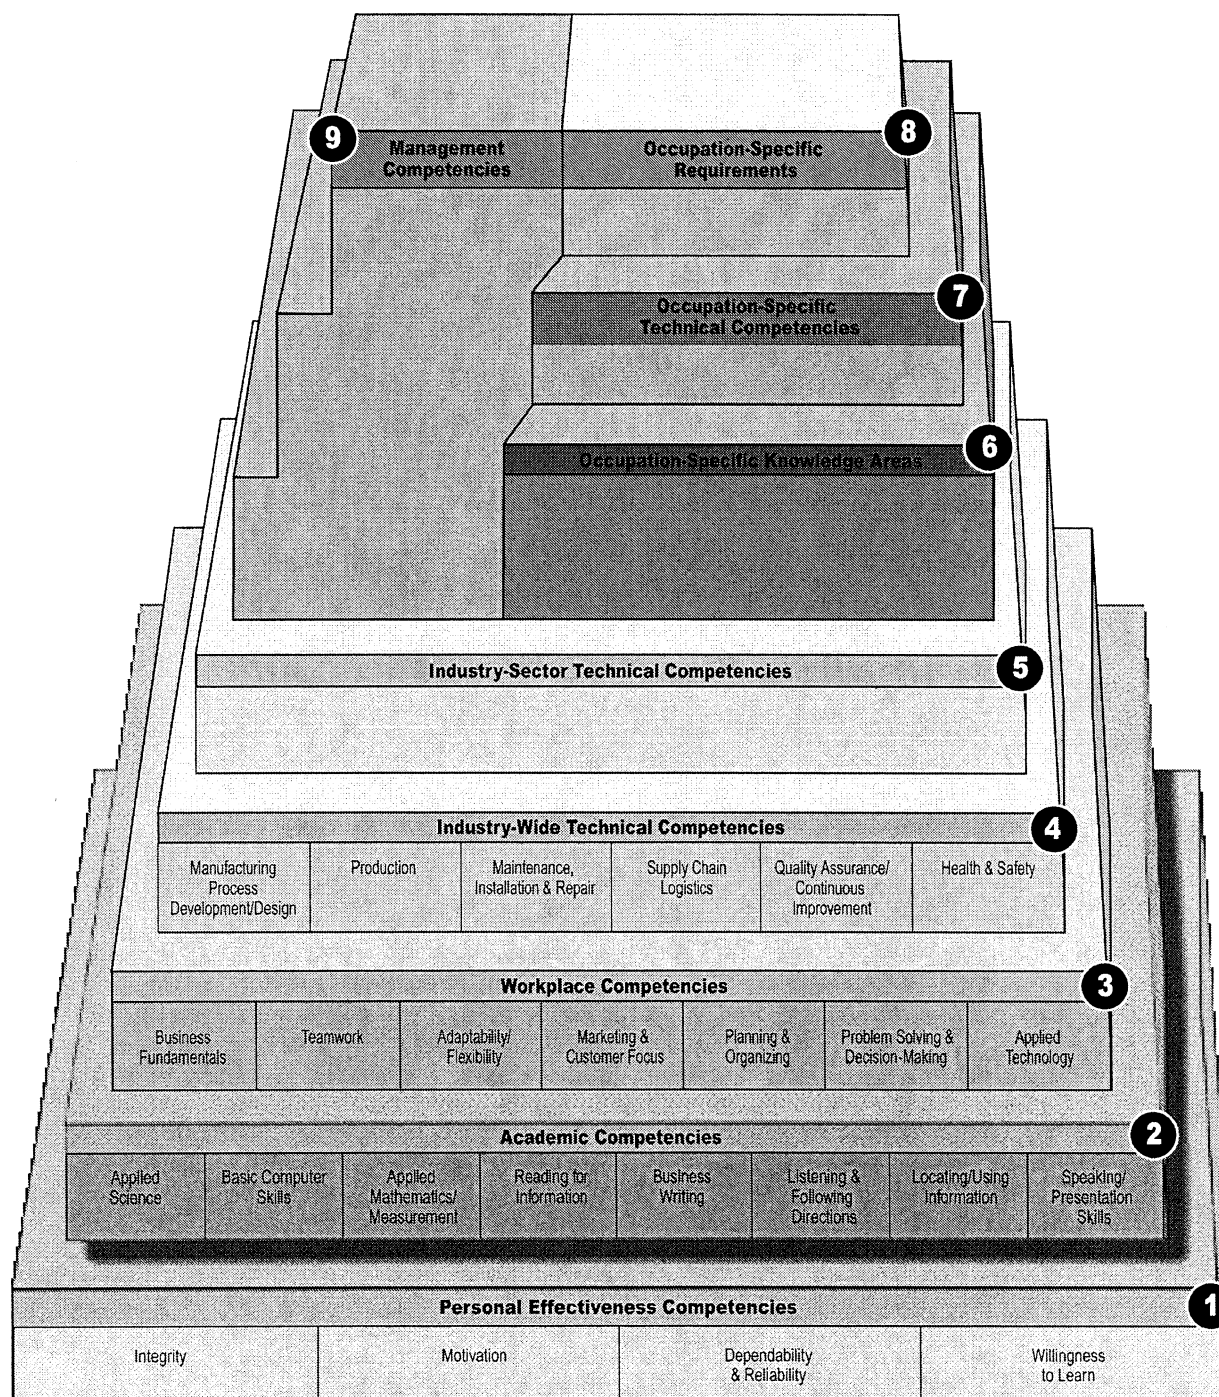 9
Management
Competencies
Occupation-Specific
Requirements
8
Occupation-Specific
Technical Competencies
7
Occupation-Specific Knowledge Areas
6
Industry-Sector Technical Competencies
5
Industry-Wide Technical Competencies
4
Manufacturing
Process
Development/Design
Production
Maintenance,
Installation & Repair
Supply Chain
Logistics
Quality Assurance/
Continuous
Improvement
Health & Safety
Workplace Competencies
3
Business
Fundamentals
Teamwork
Adaptability/
Flexibility
Marketing &
Customer Focus
Planning &
Organizing
Problem Solving &
Decision-Making
Applied
Technology
Academic Competencies
2
Applied
Science
Basic Computer
Skills
Applied
Mathematics/
Measurement
Reading for
Information
Business
Writing
Listening &
Following
Directions
Locating/Using
Information
Speaking/
Presentation
Skills
Personal Effectiveness Competencies
1
Integrity
Motivation
Dependability
& Reliability
Willingness
to Learn